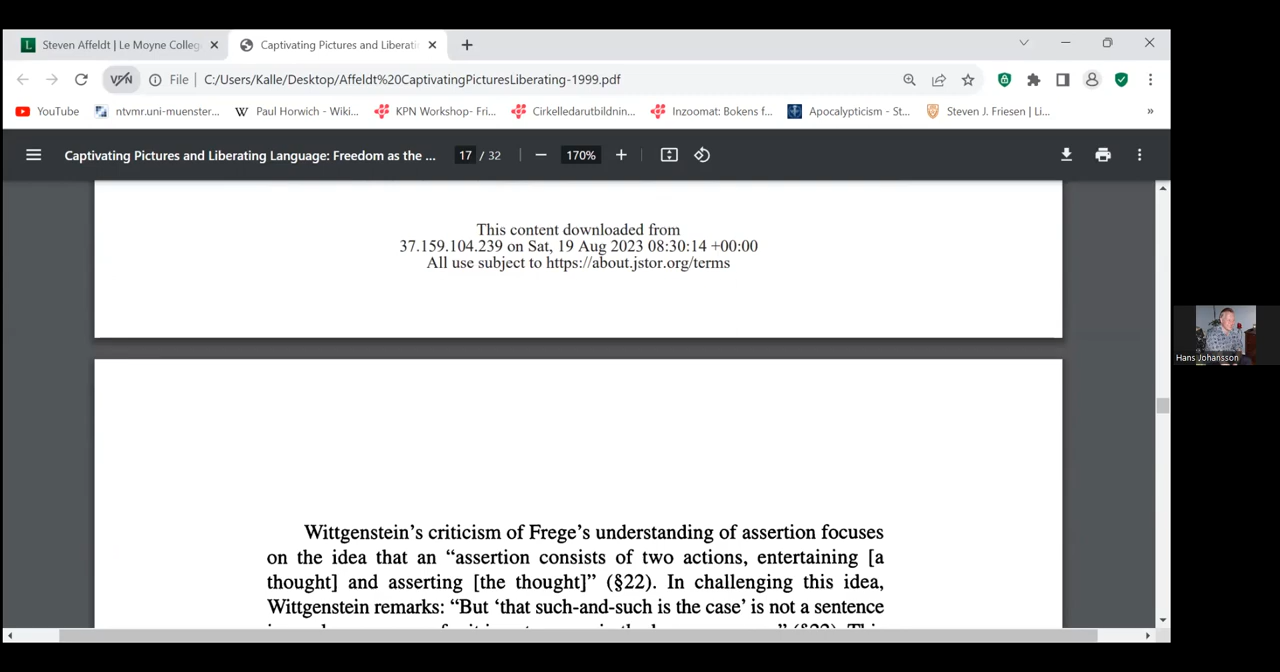 Steven Affeldt | Le Moyne Colleg
Captivating Pictures and Liberati
VPN
File
C:/Users/Kalle/Desktop/Affeldt%20CaptivatingPicturesLiberating-1999.pdf
YouTube
ntvmr.uni-muenster...
Paul Horwich - Wiki...
KPN Workshop- Fri...
Cirkelledarutbildnin...
Inzoomat: Bokens f...
Apocalypticism - St...
Steven J. Friesen | Li...
»
Captivating Pictures and Liberating Language: Freedom as the ...
17 / 32
170%
This content downloaded from
37.159.104.239 on Sat, 19 Aug 2023 08:30:14 +00:00
All use subject to https://about.jstor.org/terms
Hans Johansson
Wittgenstein's criticism of Frege's understanding of assertion focuses
on the idea that an “assertion consists of two actions, entertaining [a
thought] and asserting [the thought]” (§22). In challenging this idea,
Wittgenstein remarks: “But ‘that such-and-such is the case’ is not a sentence